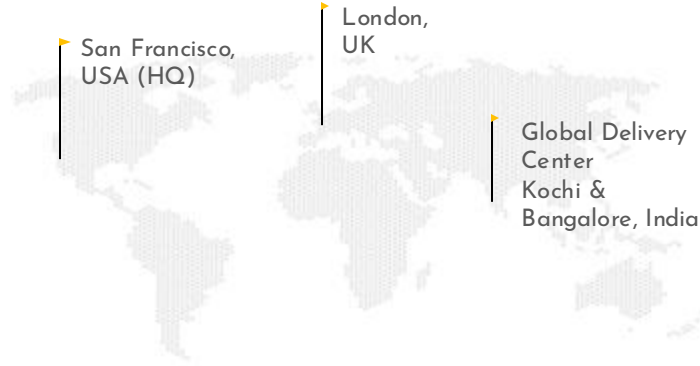 San Francisco,
USA (HQ)
London,
UK
Global Delivery
Center
Kochi &
Bangalore, India